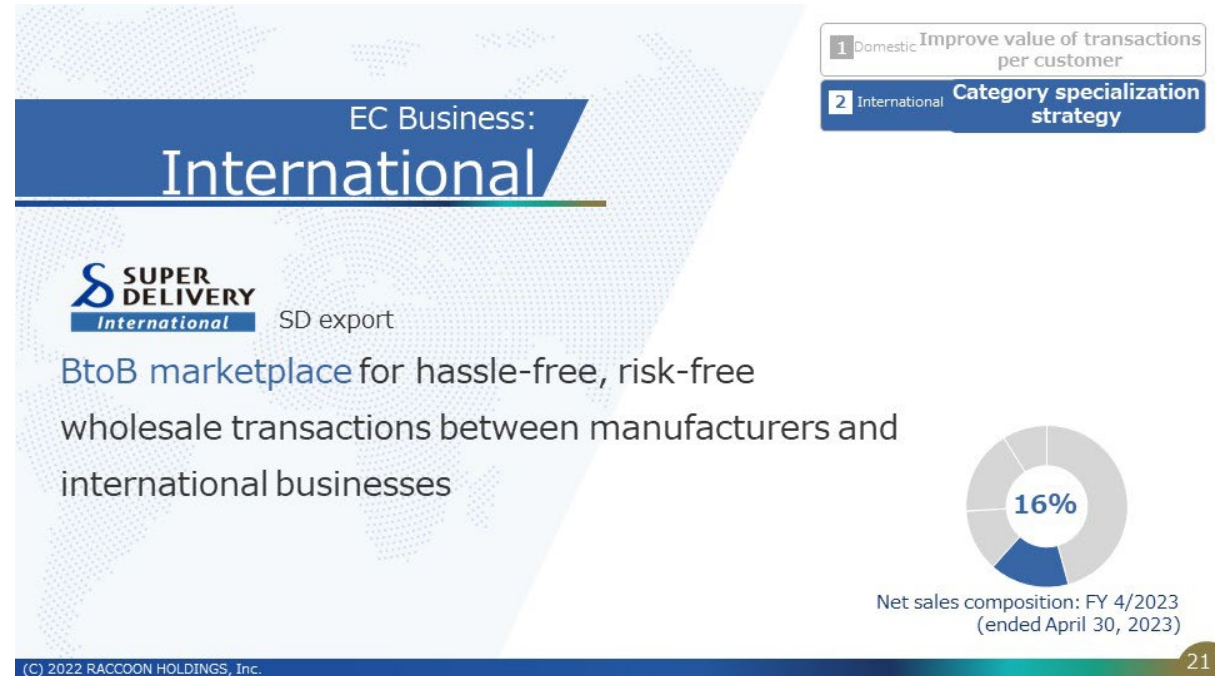 1 Domestic Improve value of transactions
per customer
2 International Category specialization
strategy
EC Business:
International
SUPER
DELIVERY
International
SD export
BtoB marketplace for hassle-free, risk-free
wholesale transactions between manufacturers and
international businesses
16%
Net sales composition: FY 4/2023
(ended April 30, 2023)
(C) 2022 RACCOON HOLDINGS, Inc.
21